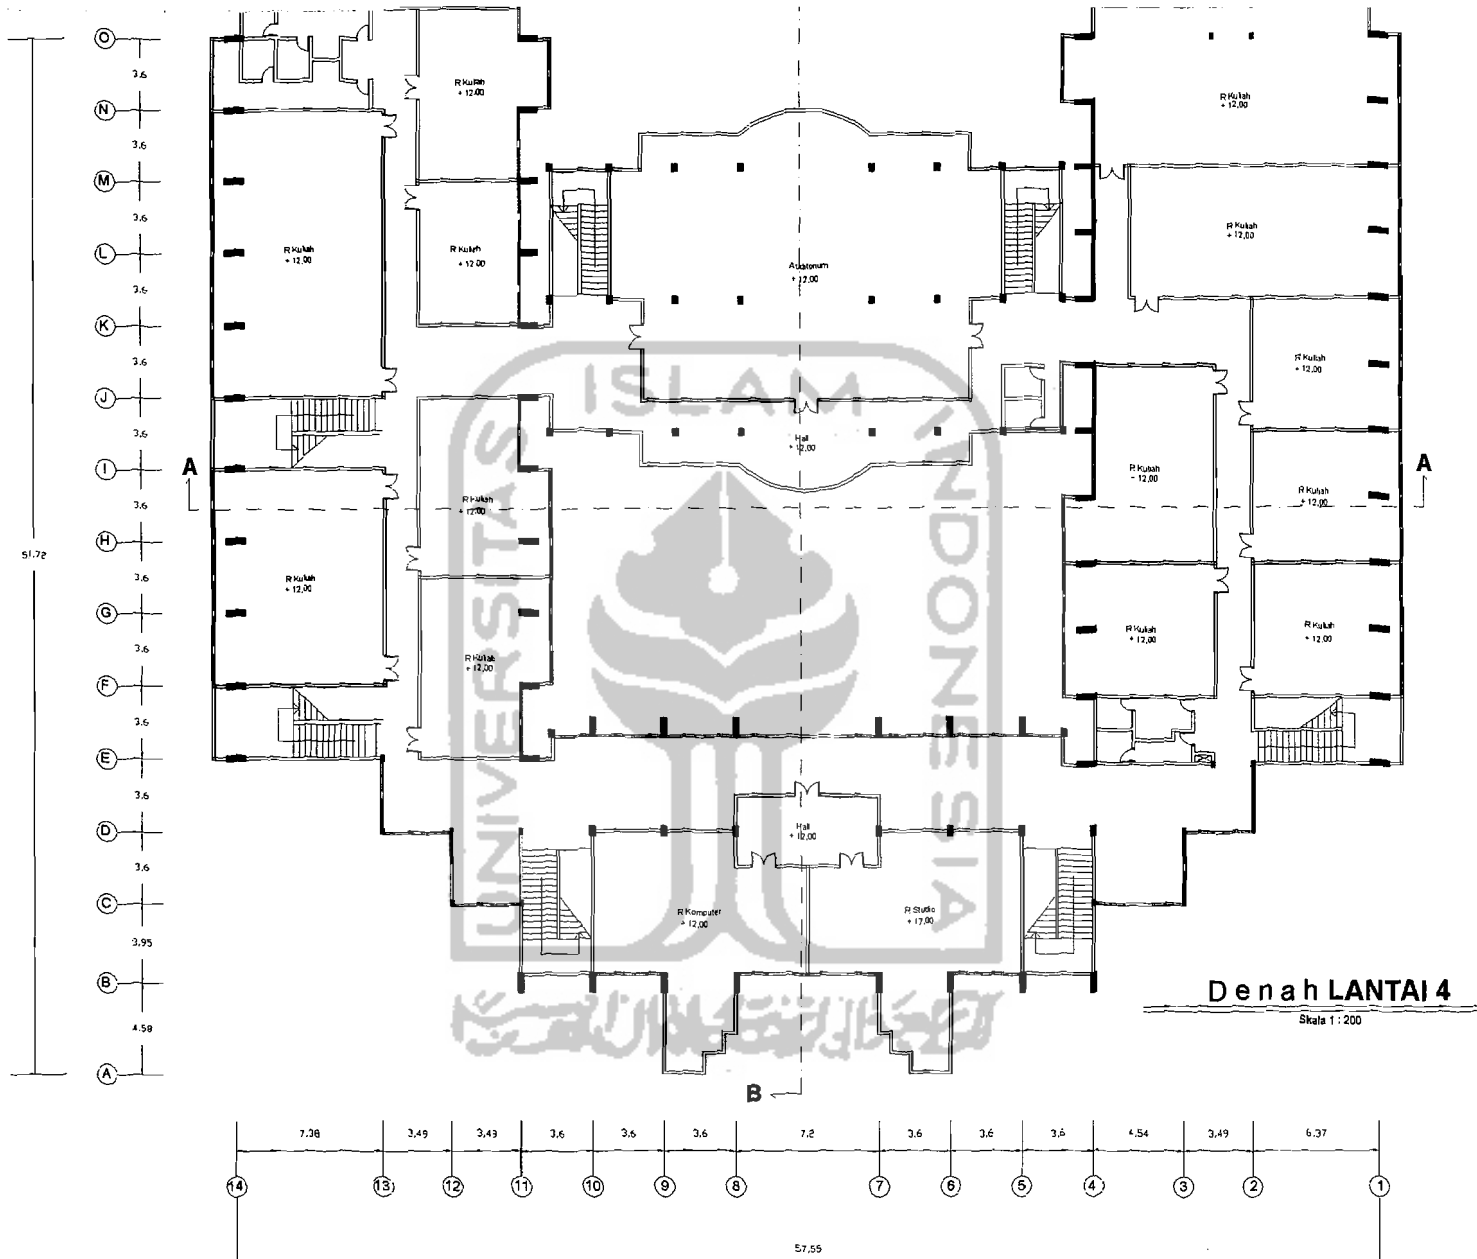 O
3.6
N
3.6
M
3.6
L
3.6
K
3.6
J
3.6
I
3.6
H
3.6
G
3.6
F
3.6
E
3.6
D
3.6
C
3.95
B
4.58
A
51.72
R Kuliah
+ 12,00
R Kuliah
+ 12,00
R Kuliah
+ 12,00
R Kuliah
+ 12,00
R Kuliah
+ 12,00
Auditorium
+ 12,00
R Kuliah
+ 12,00
R Kuliah
+ 12,00
Hall
+ 12,00
R Kuliah
+ 12,00
R Kuliah
+ 12,00
R Kuliah
+ 12,00
R Kuliah
+ 12,00
R Kuliah
+ 12,00
R Kuliah
+ 12,00
R Kuliah
+ 12,00
Hall
+ 12,00
R Komputer
+ 12,00
R Studio
+ 12,00
A
A
B
UNIVERSITAS
ISLAM
INDONESIA
Denah LANTAI 4
Skala 1 : 200
7.38 3,49 3,49 3,6 3,6 3,6 7.2 3,6 3,6 3,6 4,54 3,49 6.37
14 13 12 11 10 9 8 7 6 5 4 3 2 1
57,55